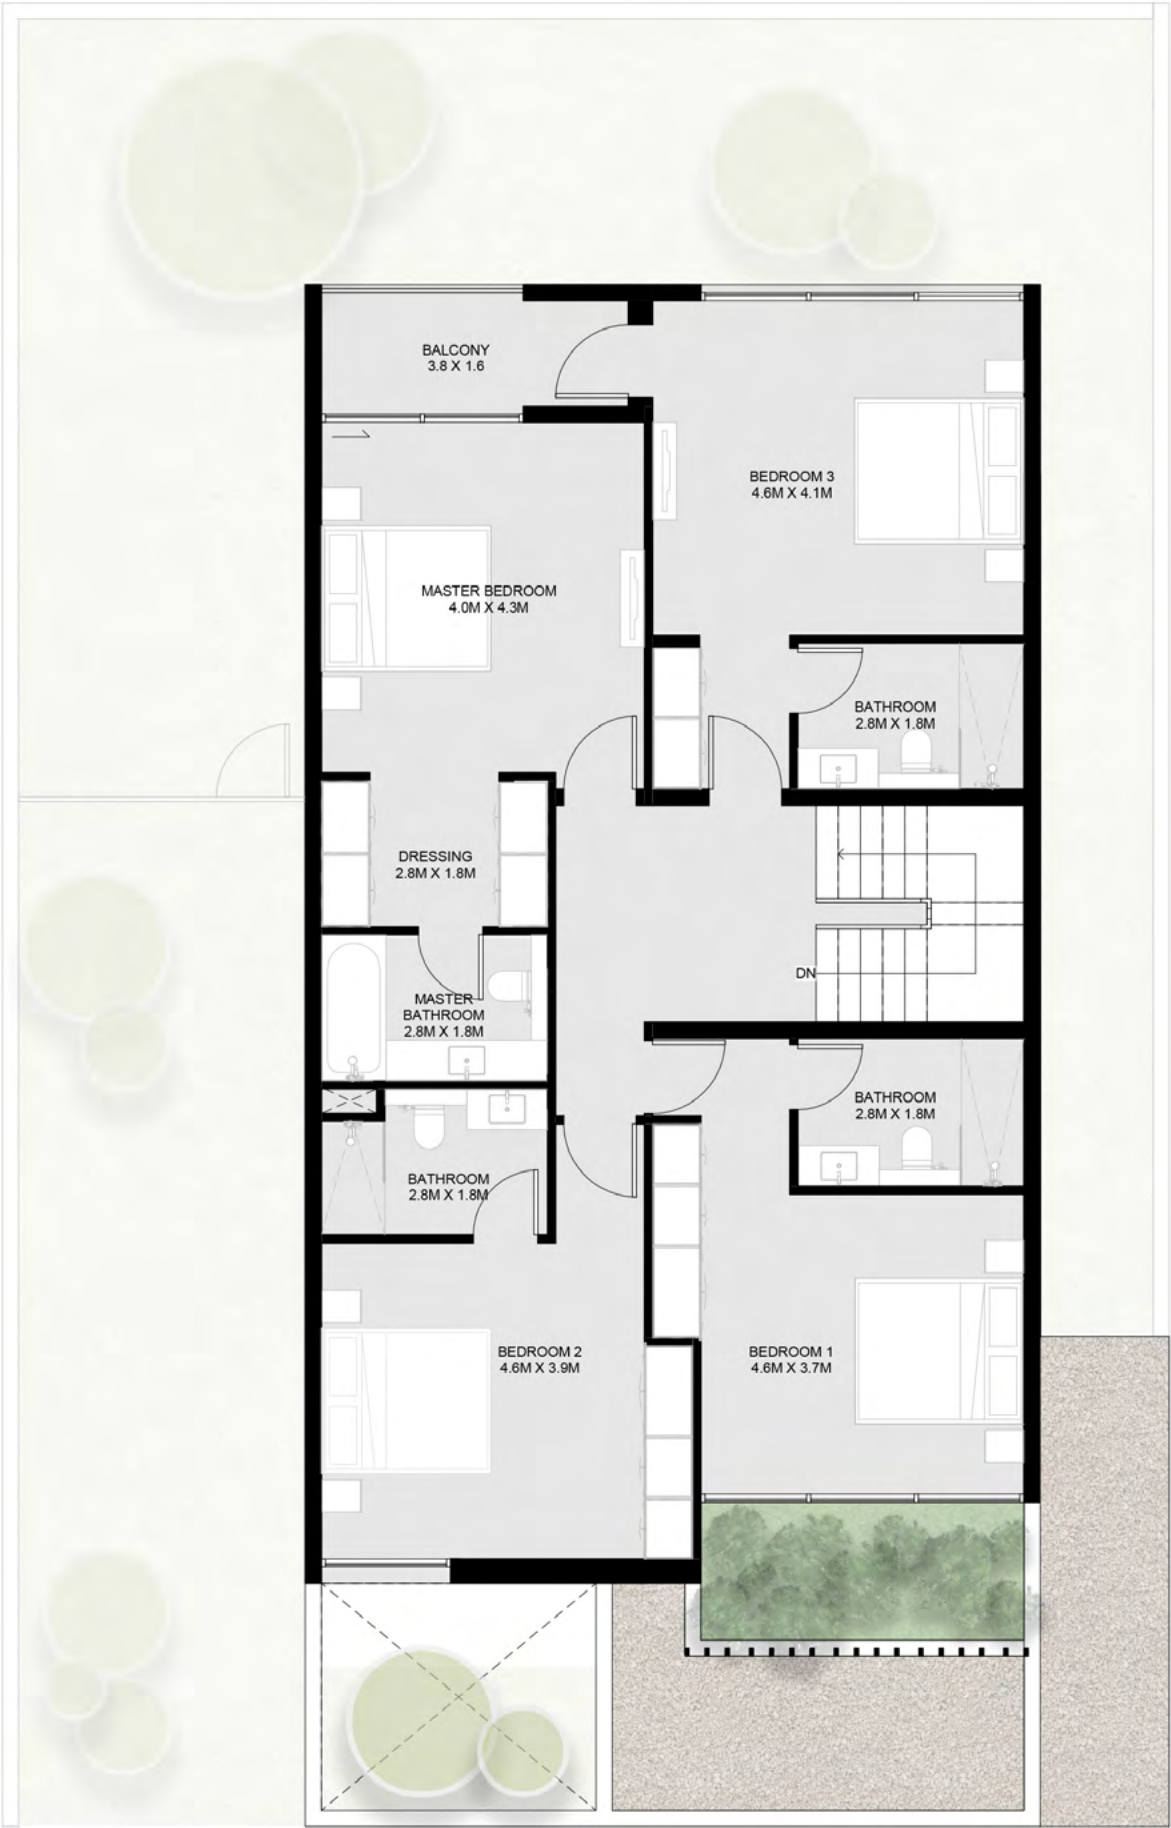 BALCONY
3.8 X 1.6
BEDROOM 3
4.6M X 4.1M
MASTER BEDROOM
4.0M X 4.3M
BATHROOM
2.8M X 1.8M
DRESSING
2.8M X 1.8M
DN
MASTER
BATHROOM
2.8M X 1.8M
BATHROOM
2.8M X 1.8M
BATHROOM
2.8M X 1.8M
BEDROOM 2
4.6M X 3.9M
BEDROOM 1
4.6M X 3.7M